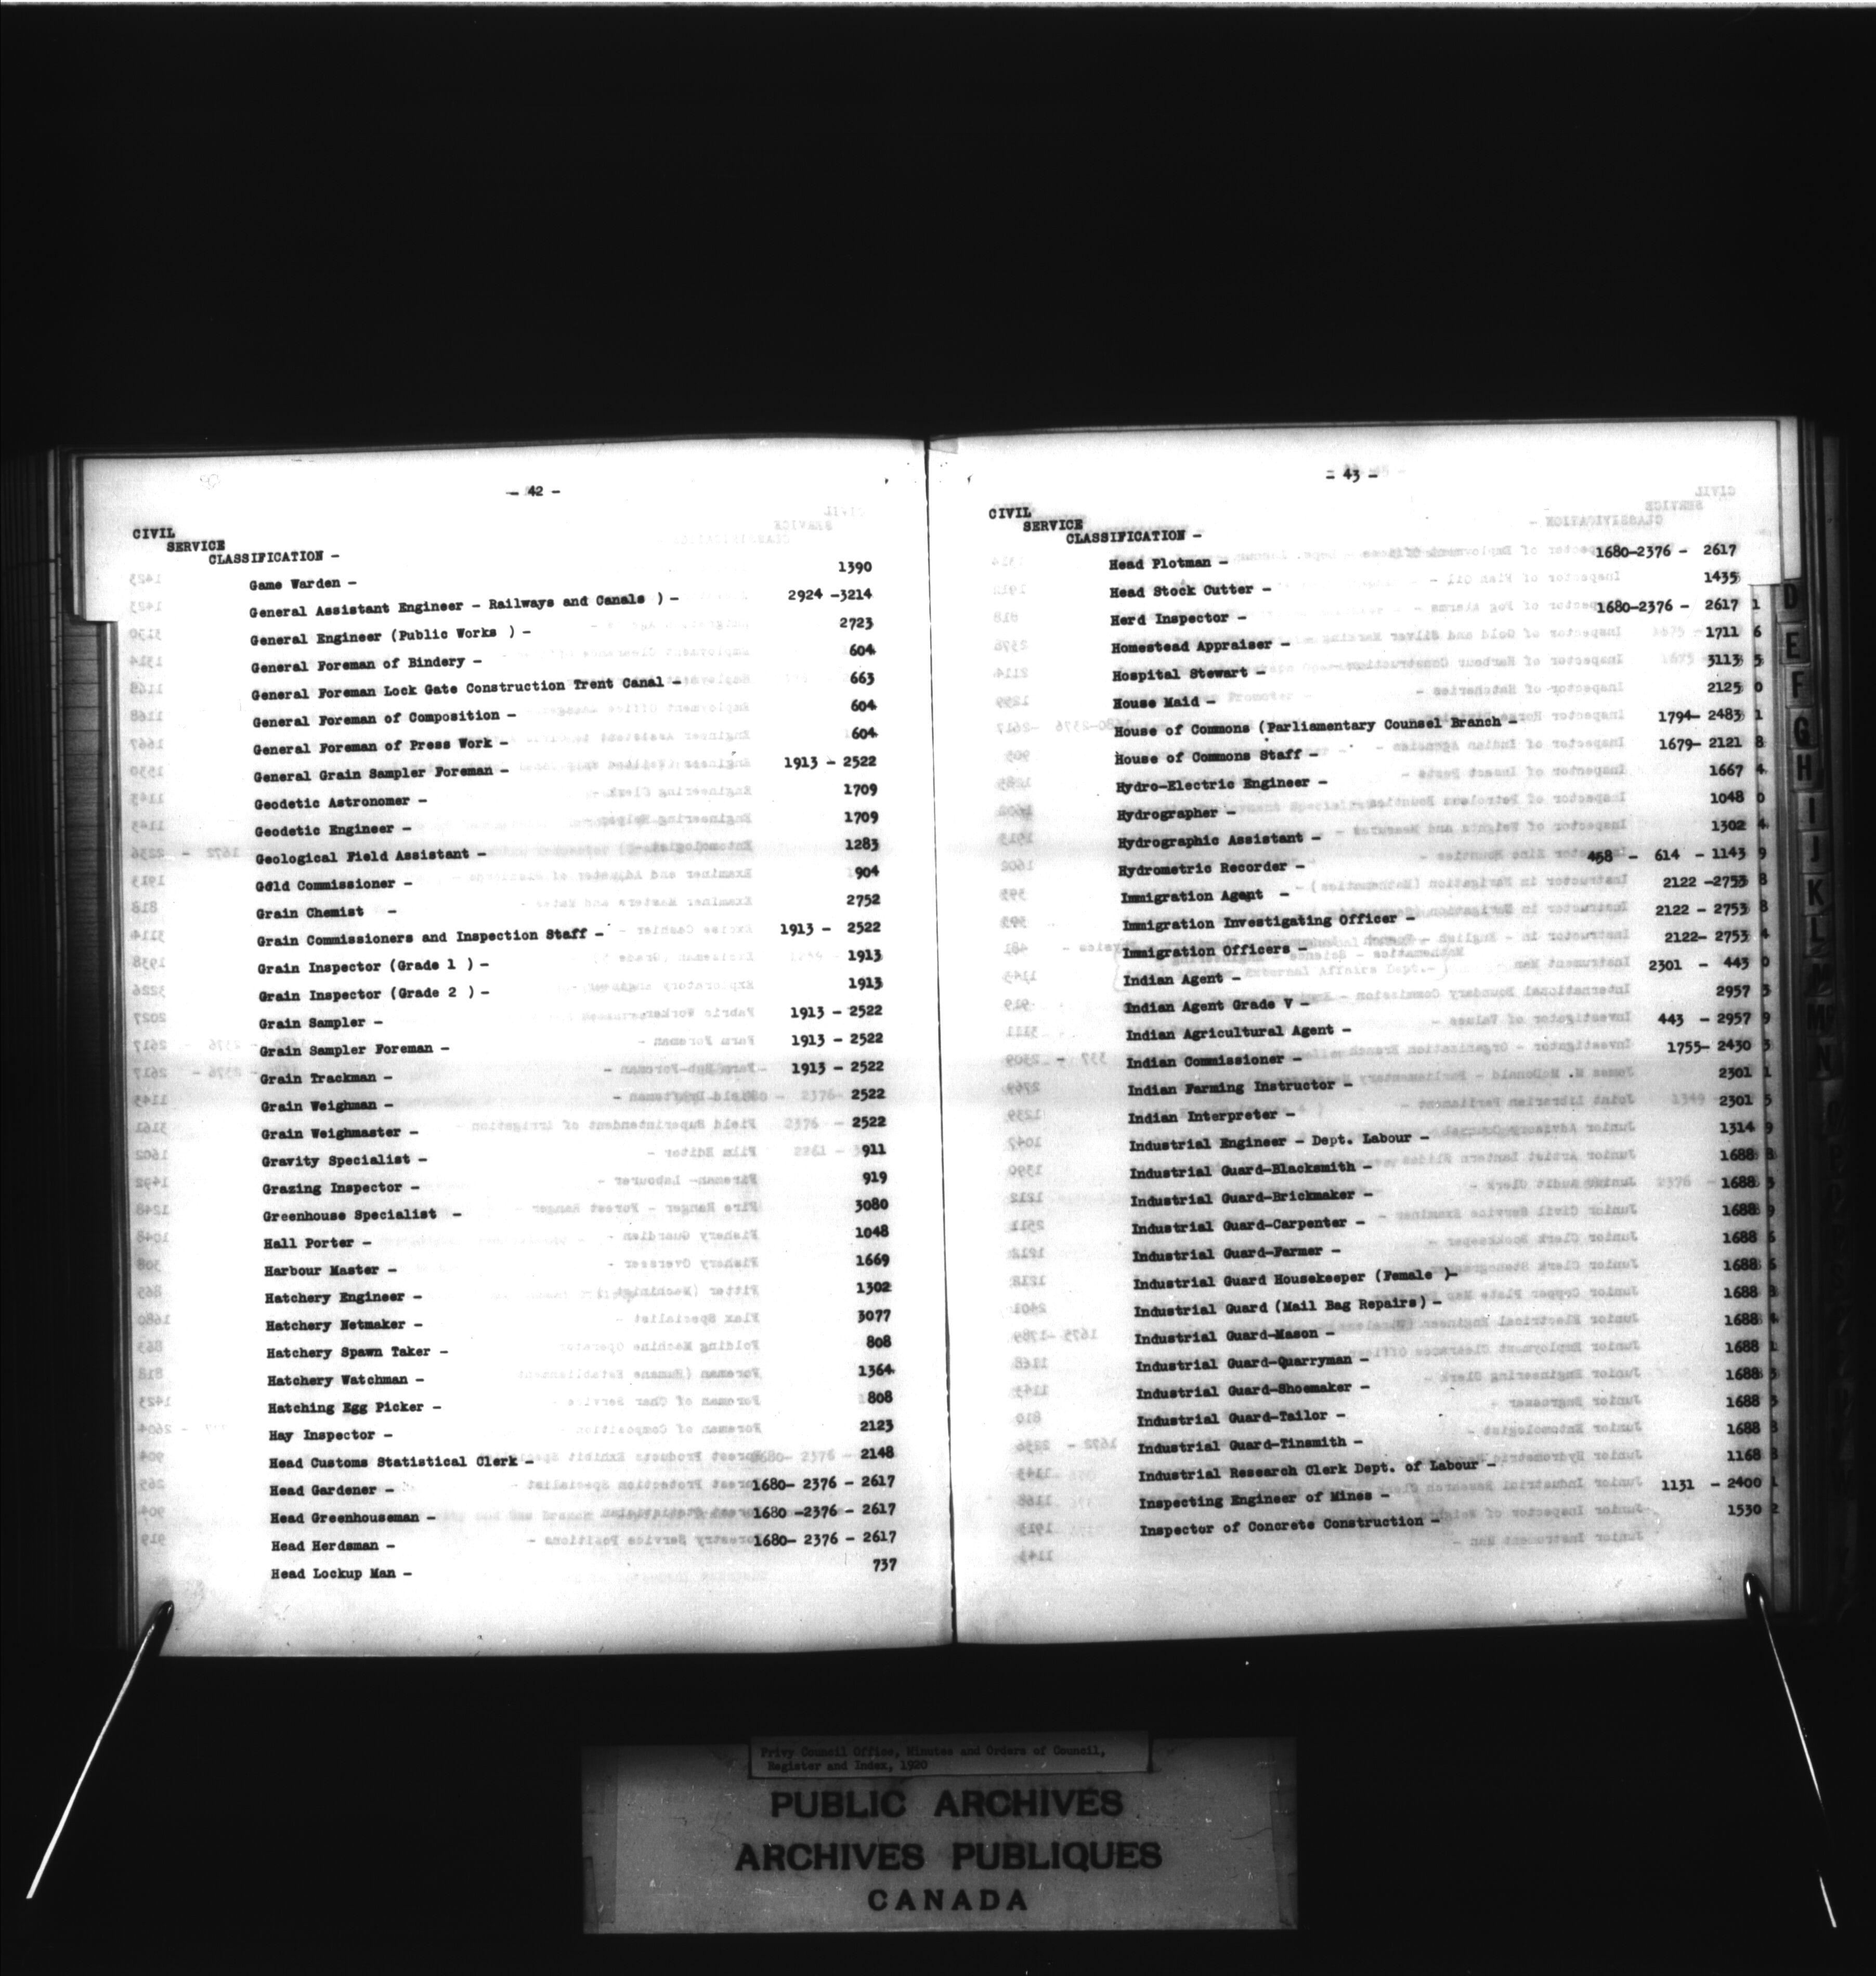 - 42 -
CIVIL
SERVICE
CLASSIFICATION -
Game Warden - 1390
General Assistant Engineer - Railways and Canals ) - 2924 -3214
General Engineer (Public Works ) - 2723
General Foreman of Bindery - 604
General Foreman Lock Gate Construction Trent Canal - 663
General Foreman of Composition - 604
General Foreman of Press Work - 604
General Grain Sampler Foreman - 1913 - 2522
Geodetic Astronomer - 1709
Geodetic Engineer - 1709
Geological Field Assistant - 1283
Gold Commissioner - 904
Grain Chemist - 2752
Grain Commissioners and Inspection Staff - 1913 - 2522
Grain Inspector (Grade 1 ) - 1913
Grain Inspector (Grade 2 ) - 1913
Grain Sampler - 1913 - 2522
Grain Sampler Foreman - 1913 - 2522
Grain Trackman - 1913 - 2522
Grain Weighman - 2522
Grain Weighmaster - 2522
Gravity Specialist - 911
Grazing Inspector - 919
Greenhouse Specialist - 3080
Hall Porter - 1048
Harbour Master - 1669
Hatchery Engineer - 1302
Hatchery Netmaker - 3077
Hatchery Spawn Taker - 808
Hatchery Watchman - 1364
Hatching Egg Picker - 808
Hay Inspector - 2123
Head Customs Statistical Clerk - 2148
Head Gardener - 1680- 2376 - 2617
Head Greenhouseman - 1680 -2376 - 2617
Head Herdsman - 1680- 2376 - 2617
Head Lockup Man - 737
- 43 -
CIVIL
SERVICE
CLASSIFICATION -
Head Plotman - 1680-2376 - 2617
Head Stock Cutter - 1435
Herd Inspector - 1680-2376 - 2617
Homestead Appraiser - 1711
Hospital Stewart - 3113
House Maid - 2125
House of Commons (Parliamentary Counsel Branch - 1794- 2483
House of Commons Staff - 1679- 2121
Hydro-Electric Engineer - 1667
Hydrographer - 1048
Hydrographic Assistant - 1302
Hydrometric Recorder - 458 - 614 - 1143
Immigration Agent - 2122 -2753
Immigration Investigating Officer - 2122 - 2753
Immigration Officers - 2122- 2753
Indian Agent - 2301 - 443
Indian Agent Grade V - 2957
Indian Agricultural Agent - 443 - 2957
Indian Commissioner - 1755- 2430
Indian Farming Instructor - 2301
Indian Interpreter - 2301
Industrial Engineer - Dept. Labour - 1314
Industrial Guard-Blacksmith - 1688
Industrial Guard-Brickmaker - 1688
Industrial Guard-Carpenter - 1688
Industrial Guard-Farmer - 1688
Industrial Guard Housekeeper (Female )- 1688
Industrial Guard (Mail Bag Repairs) - 1688
Industrial Guard-Mason - 1688
Industrial Guard-Quarryman - 1688
Industrial Guard-Shoemaker - 1688
Industrial Guard-Tailor - 1688
Industrial Guard-Tinsmith - 1688
Industrial Research Clerk Dept. of Labour - 1168
Inspecting Engineer of Mines - 1131 - 2400
Inspector of Concrete Construction - 1530
D
E
F
G
H
I
J
K
L
M
N
Privy Council Office, Minutes and Orders of Council,
Register and Index, 1920
PUBLIC ARCHIVES
ARCHIVES PUBLIQUES
CANADA